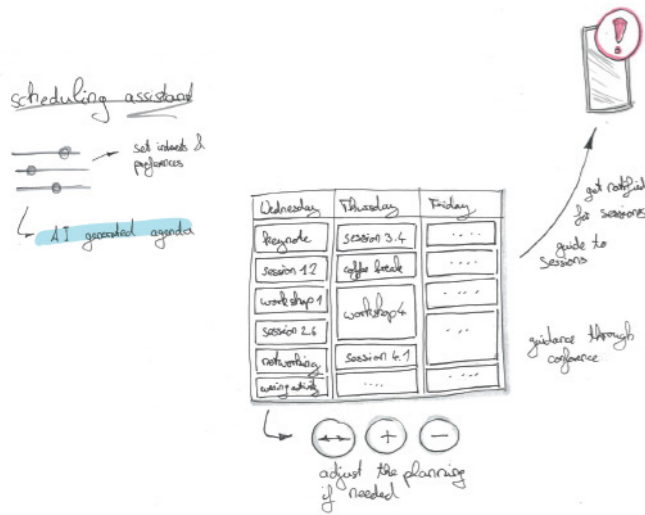 scheduling assistant
set interests &
preferences
AI generated agenda
Wednesday
keynote
session 1.2
workshop 1
session 2.6
networking
evening activity
Thursday
session 3.4
coffee break
workshop 4
session 4.1
....
Friday
....
....
...
...
....
adjust the planning
if needed
get notified
for sessions
guide to
sessions
guidance through
conference